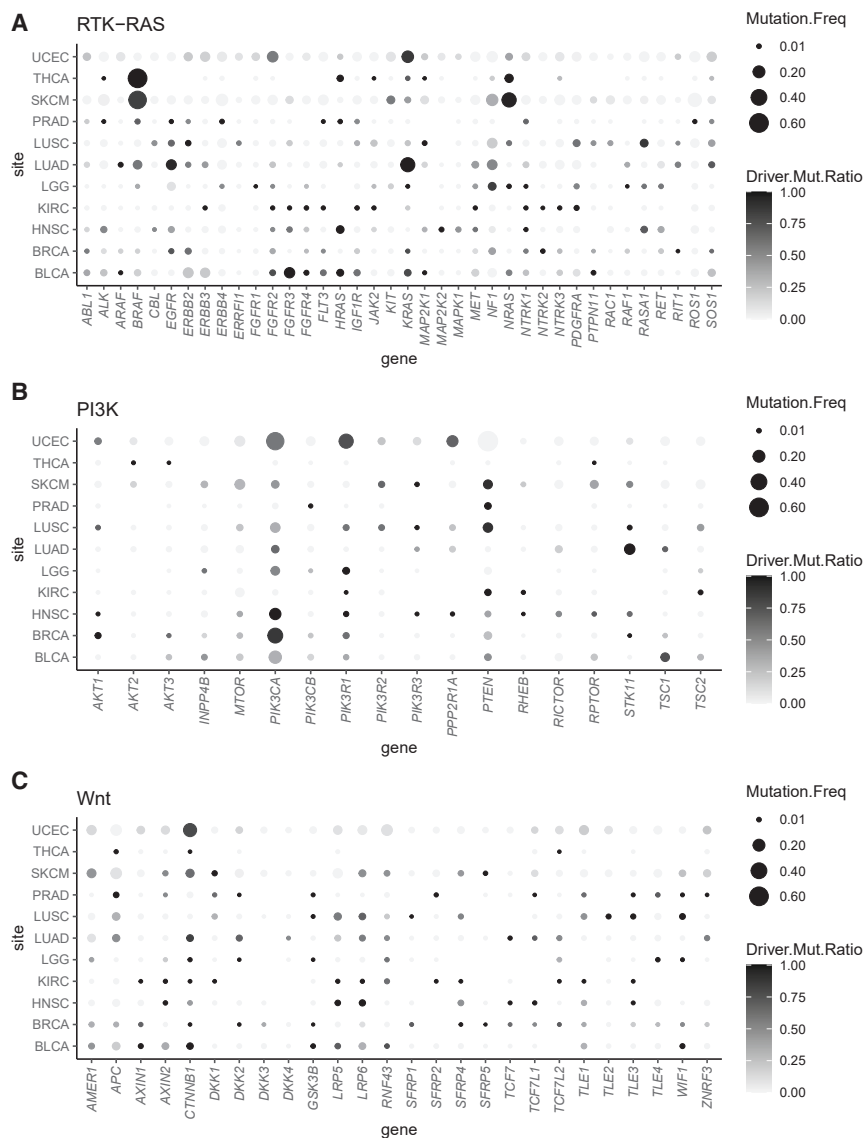 A
RTK−RAS
UCEC
THCA
SKCM
PRAD
LUSC
LUAD
LGG
KIRC
HNSC
BRCA
BLCA
site
ABL1 ALK ARAF BRAF CBL EGFR ERBB2 ERBB3 ERBB4 ERRFI1 FGFR1 FGFR2 FGFR3 FGFR4 FLT3 HRAS IGF1R JAK2 KIT KRAS MAP2K1 MAP2K2 MAPK1 MET NF1 NRAS NTRK1 NTRK2 NTRK3 PDGFRA PTPN11 RAC1 RAF1 RASA1 RET RIT1 ROS1 SOS1
gene
Mutation.Freq
0.01
0.20
0.40
0.60
Driver.Mut.Ratio
1.00
0.75
0.50
0.25
0.00
B
PI3K
UCEC
THCA
SKCM
PRAD
LUSC
LUAD
LGG
KIRC
HNSC
BRCA
BLCA
site
AKT1 AKT2 AKT3 INPP4B MTOR PIK3CA PIK3CB PIK3R1 PIK3R2 PIK3R3 PPP2R1A PTEN RHEB RICTOR RPTOR STK11 TSC1 TSC2
gene
Mutation.Freq
0.01
0.20
0.40
0.60
Driver.Mut.Ratio
1.00
0.75
0.50
0.25
0.00
C
Wnt
UCEC
THCA
SKCM
PRAD
LUSC
LUAD
LGG
KIRC
HNSC
BRCA
BLCA
site
AMER1 APC AXIN1 AXIN2 CTNNB1 DKK1 DKK2 DKK3 DKK4 GSK3B LRP5 LRP6 RNF43 SFRP1 SFRP2 SFRP4 SFRP5 TCF7 TCF7L1 TCF7L2 TLE1 TLE2 TLE3 TLE4 WIF1 ZNRF3
gene
Mutation.Freq
0.01
0.20
0.40
0.60
Driver.Mut.Ratio
1.00
0.75
0.50
0.25
0.00